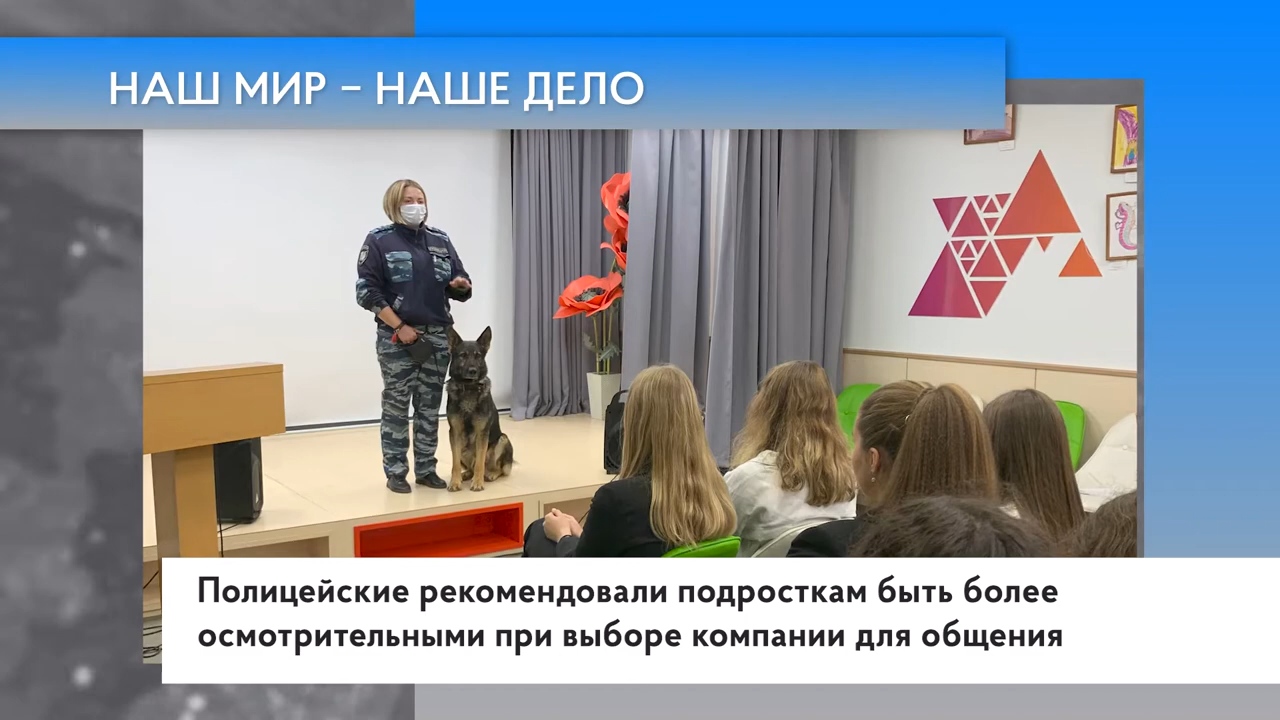 НАШ МИР – НАШЕ ДЕЛО
Полицейские рекомендовали подросткам быть более
осмотрительными при выборе компании для общения